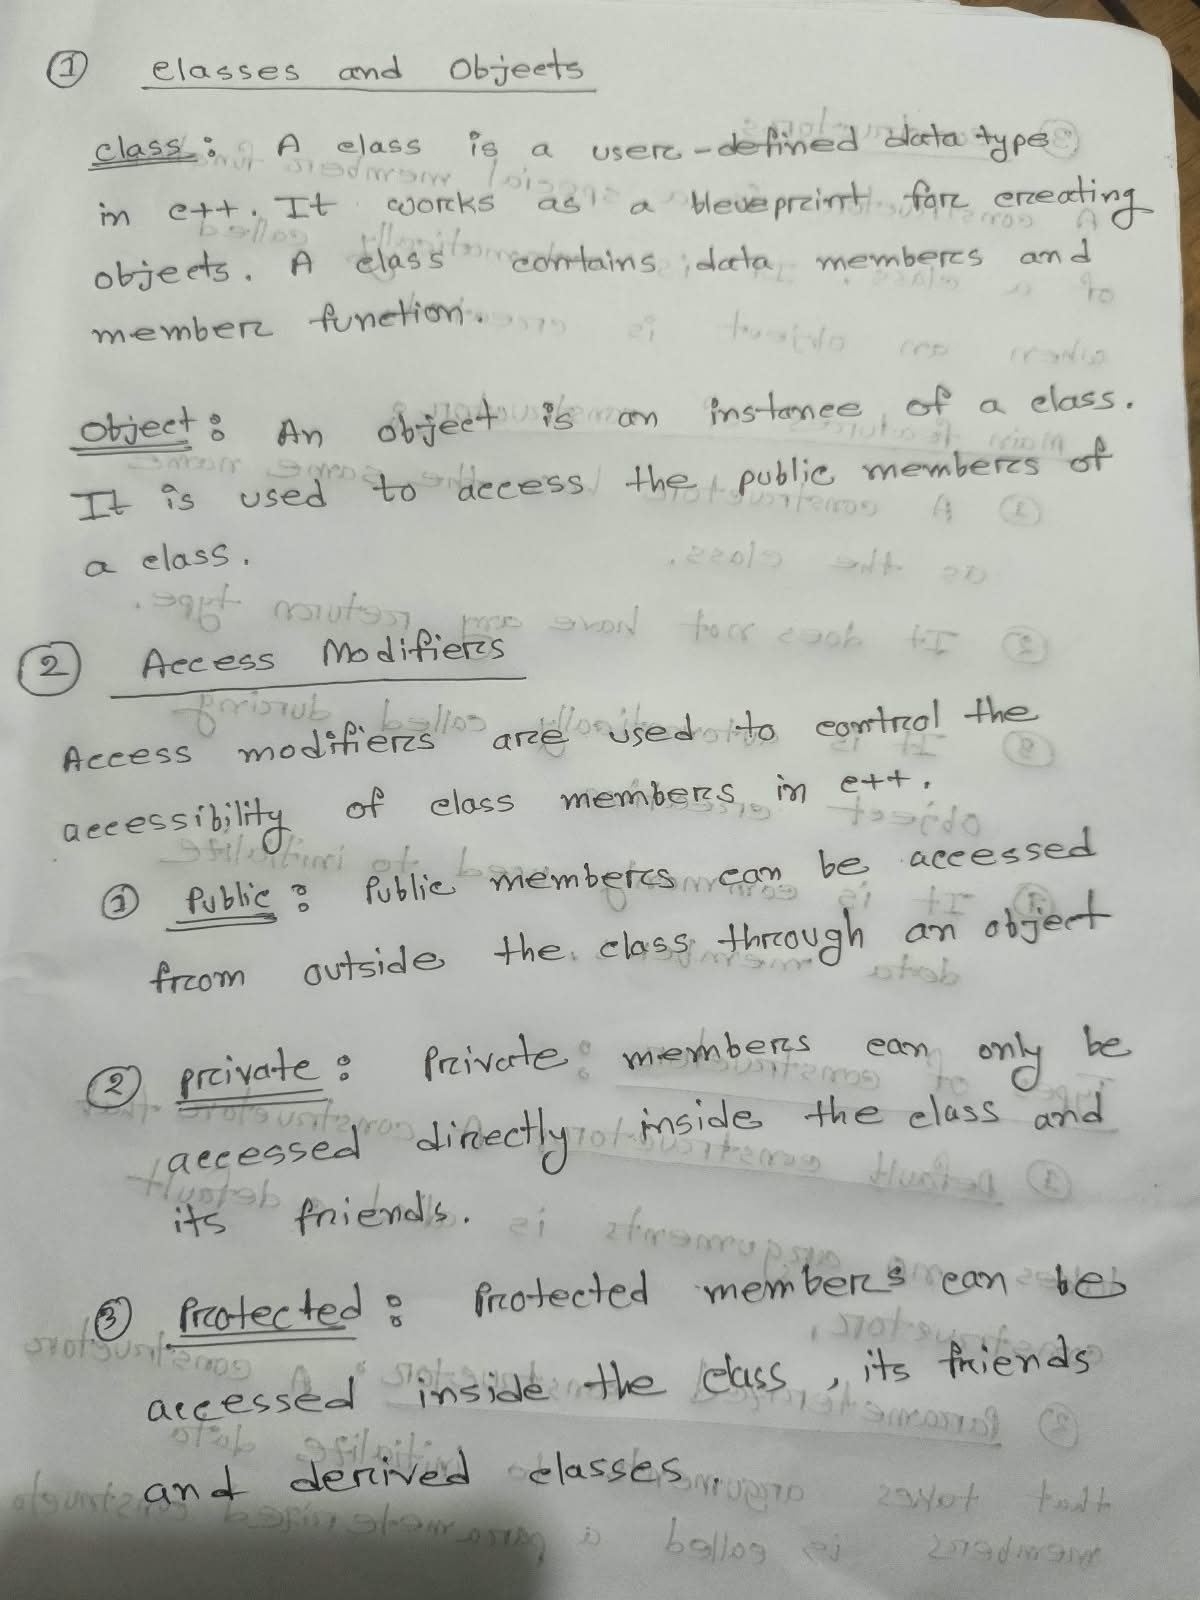 ① Classes and Objects
Class : A class is a user-defined data type
in c++. It works as a blueprint for creating
objects. A class contains data members and
member function.
Object : An object is an instance of a class.
It is used to access the public members of
a class.
② Access Modifiers
Access modifiers are used to control the
accessibility of class members in c++.
① Public : Public members can be accessed
from outside the class through an object
② Private : Private members can only be
accessed directly inside the class and
its friends.
③ Protected : Protected members can be
accessed inside the class, its friends
and derived classes.